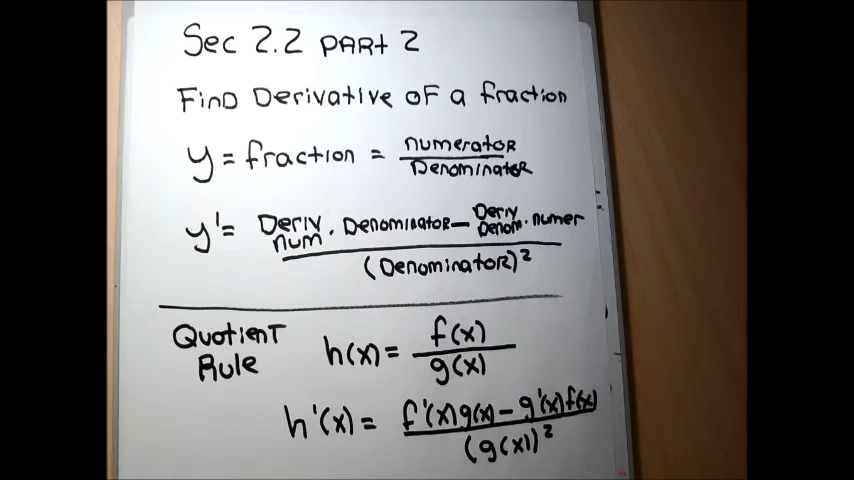 Sec 2.2 PART 2
FIND Derivative OF a fraction
y = fraction = numeratoR / DenominatoR
y' = Deriv num · DenominatoR - Deriv Denom · numer / (DenominatoR)²
QuotienT Rule
h(x) = f(x) / g(x)
h'(x) = f'(x)g(x) - g'(x)f(x) / (g(x))²